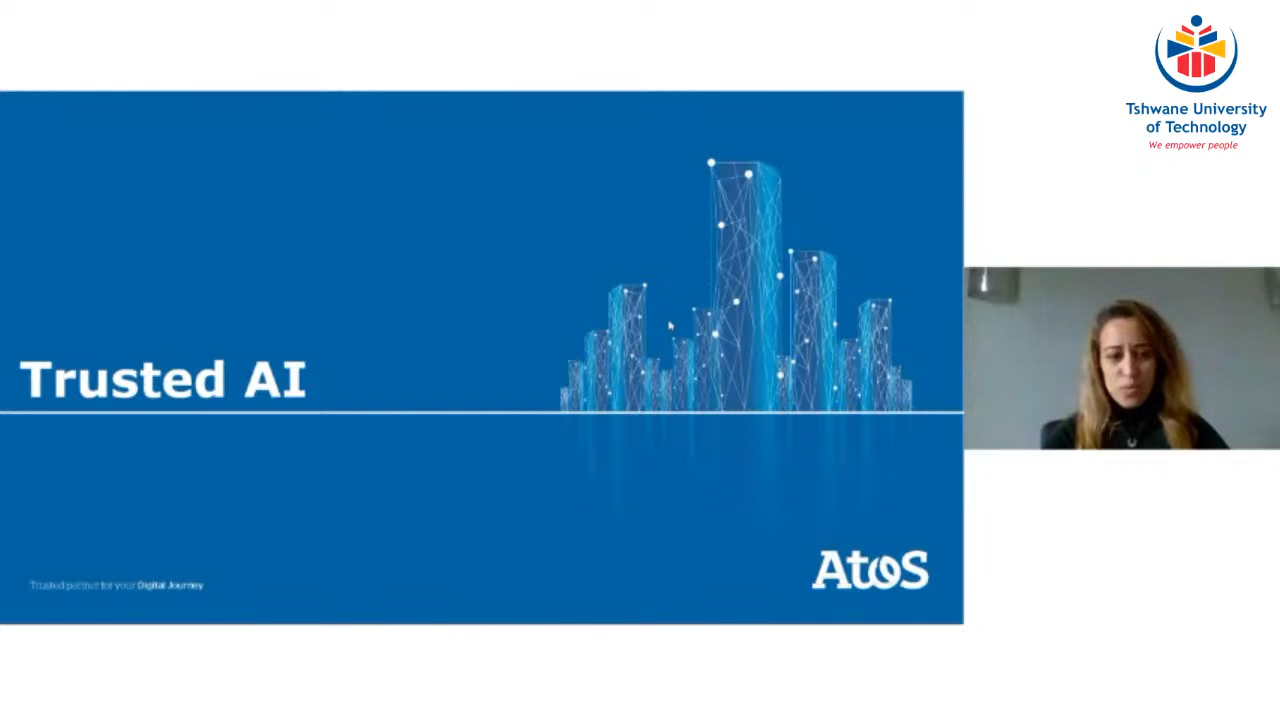 Tshwane University
of Technology
We empower people
Trusted AI
Atos
Trusted partner for your Digital Journey